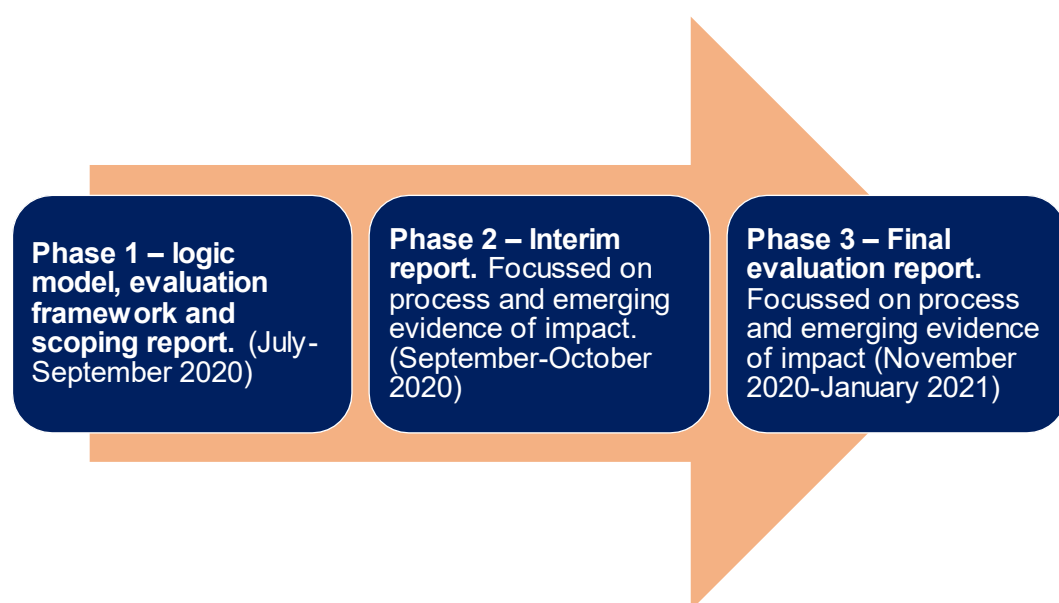 Phase 1 – logic
model, evaluation
framework and
scoping report. (July-
September 2020)
Phase 2 – Interim
report. Focussed on
process and emerging
evidence of impact.
(September-October
2020)
Phase 3 – Final
evaluation report.
Focussed on process
and emerging evidence
of impact (November
2020-January 2021)